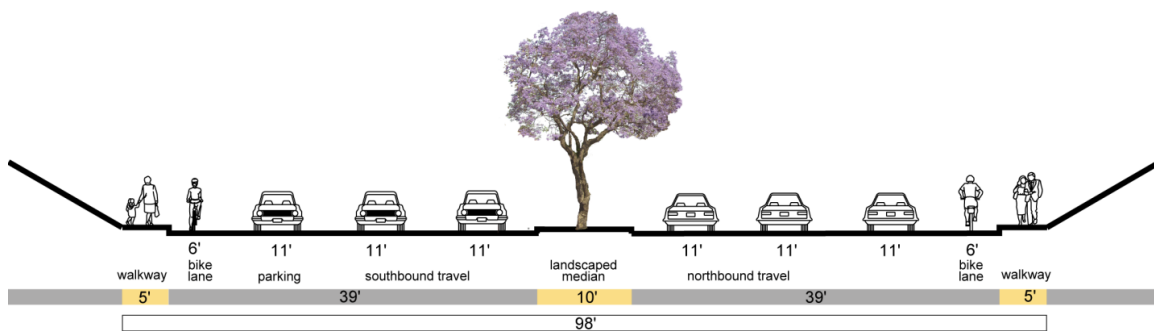 6' 11' 11' 11' 11' 11' 11' 6'
walkway bike lane parking southbound travel landscaped median northbound travel bike lane walkway
5' 39' 10' 39' 5'
98'